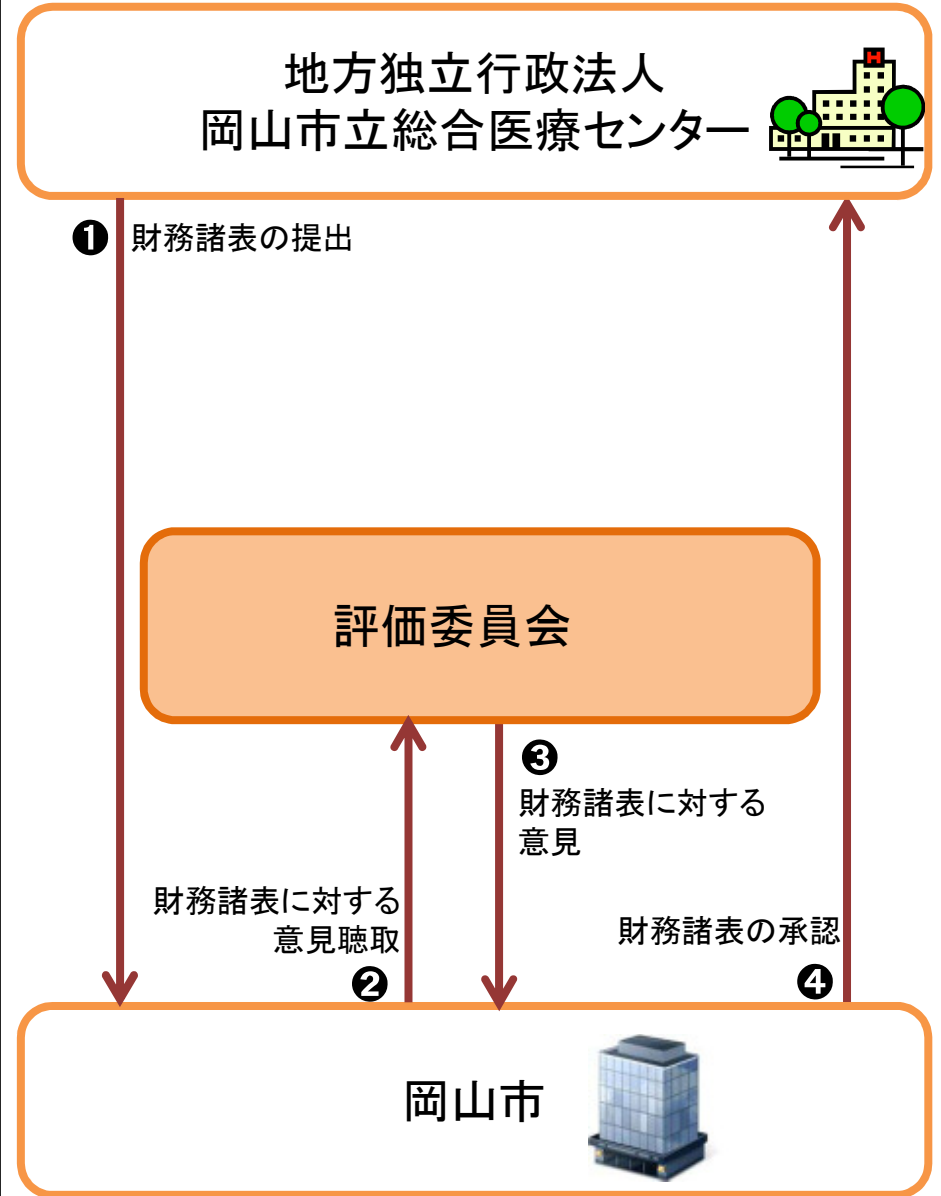 地方独立行政法人
岡山市立総合医療センター
H
❶ 財務諸表の提出
評価委員会
❸
財務諸表に対する
意見
財務諸表に対する
意見聴取
❷
財務諸表の承認
❹
岡山市